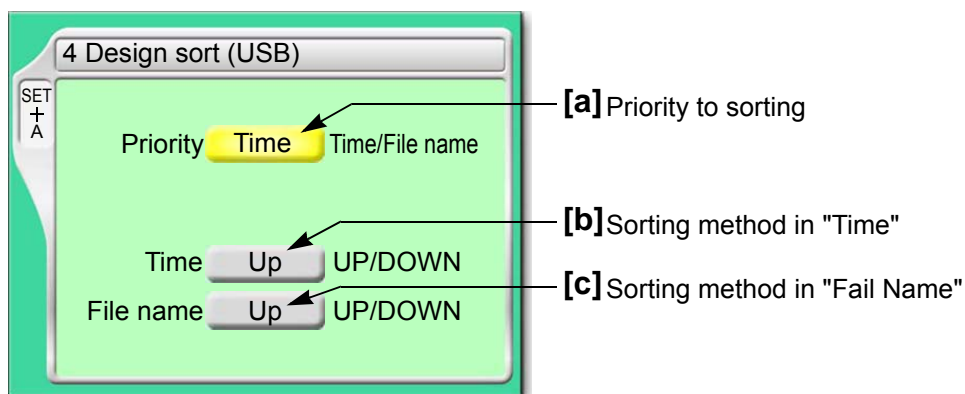 4 Design sort (USB)
SET
+
A
[a] Priority to sorting
Priority Time Time/File name
[b] Sorting method in "Time"
Time Up UP/DOWN
[c] Sorting method in "Fail Name"
File name Up UP/DOWN